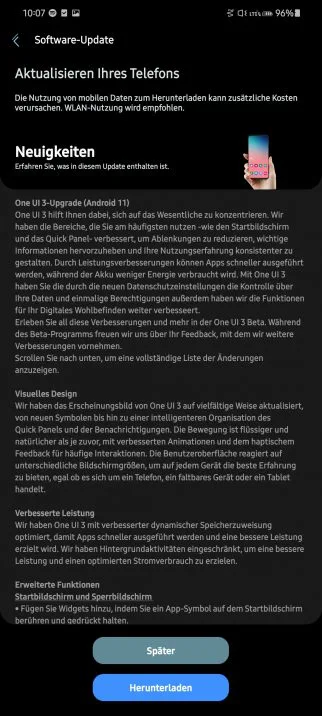 10:07 96%
Software-Update
Aktualisieren Ihres Telefons
Die Nutzung von mobilen Daten zum Herunterladen kann zusätzliche Kosten
verursachen. WLAN-Nutzung wird empfohlen.
Neuigkeiten
Erfahren Sie, was in diesem Update enthalten ist.
One UI 3-Upgrade (Android 11)
One UI 3 hilft Ihnen dabei, sich auf das Wesentliche zu konzentrieren. Wir
haben die Bereiche, die Sie am häufigsten nutzen -wie den Startbildschirm
und das Quick Panel- verbessert, um Ablenkungen zu reduzieren, wichtige
Informationen hervorzuheben und Ihre Nutzungserfahrung konsistenter zu
gestalten. Durch Leistungsverbesserungen können Apps schneller ausgeführt
werden, während der Akku weniger Energie verbraucht wird. Mit One UI 3
haben Sie die durch die neuen Datenschutzeinstellungen die Kontrolle über
Ihre Daten und einmalige Berechtigungen außerdem haben wir die Funktionen
für Ihr Digitales Wohlbefinden weiter verbessert.
Erleben Sie all diese Verbesserungen und mehr in der One UI 3 Beta. Während
des Beta-Programms freuen wir uns über Ihr Feedback, mit dem wir weitere
Verbesserungen vornehmen.
Scrollen Sie nach unten, um eine vollständige Liste der Änderungen
anzuzeigen.
Visuelles Design
Wir haben das Erscheinungsbild von One UI 3 auf vielfältige Weise aktualisiert,
von neuen Symbolen bis hin zu einer intelligenteren Organisation des
Quick Panels und der Benachrichtigungen. Die Bewegung ist flüssiger und
natürlicher als je zuvor, mit verbesserten Animationen und dem haptischem
Feedback für häufige Interaktionen. Die Benutzeroberfläche reagiert auf
unterschiedliche Bildschirmgrößen, um auf jedem Gerät die beste Erfahrung
zu bieten, egal ob es sich um ein Telefon, ein faltbares Gerät oder ein Tablet
handelt.
Verbesserte Leistung
Wir haben One UI 3 mit verbesserter dynamischer Speicherzuweisung
optimiert, damit Apps schneller ausgeführt werden und eine bessere Leistung
erzielt wird. Wir haben Hintergrundaktivitäten eingeschränkt, um eine bessere
Leistung und einen optimierten Stromverbrauch zu erzielen.
Erweiterte Funktionen
Startbildschirm und Sperrbildschirm
• Fügen Sie Widgets hinzu, indem Sie ein App-Symbol auf dem Startbildschirm
berühren und gedrückt halten.
Später
Herunterladen